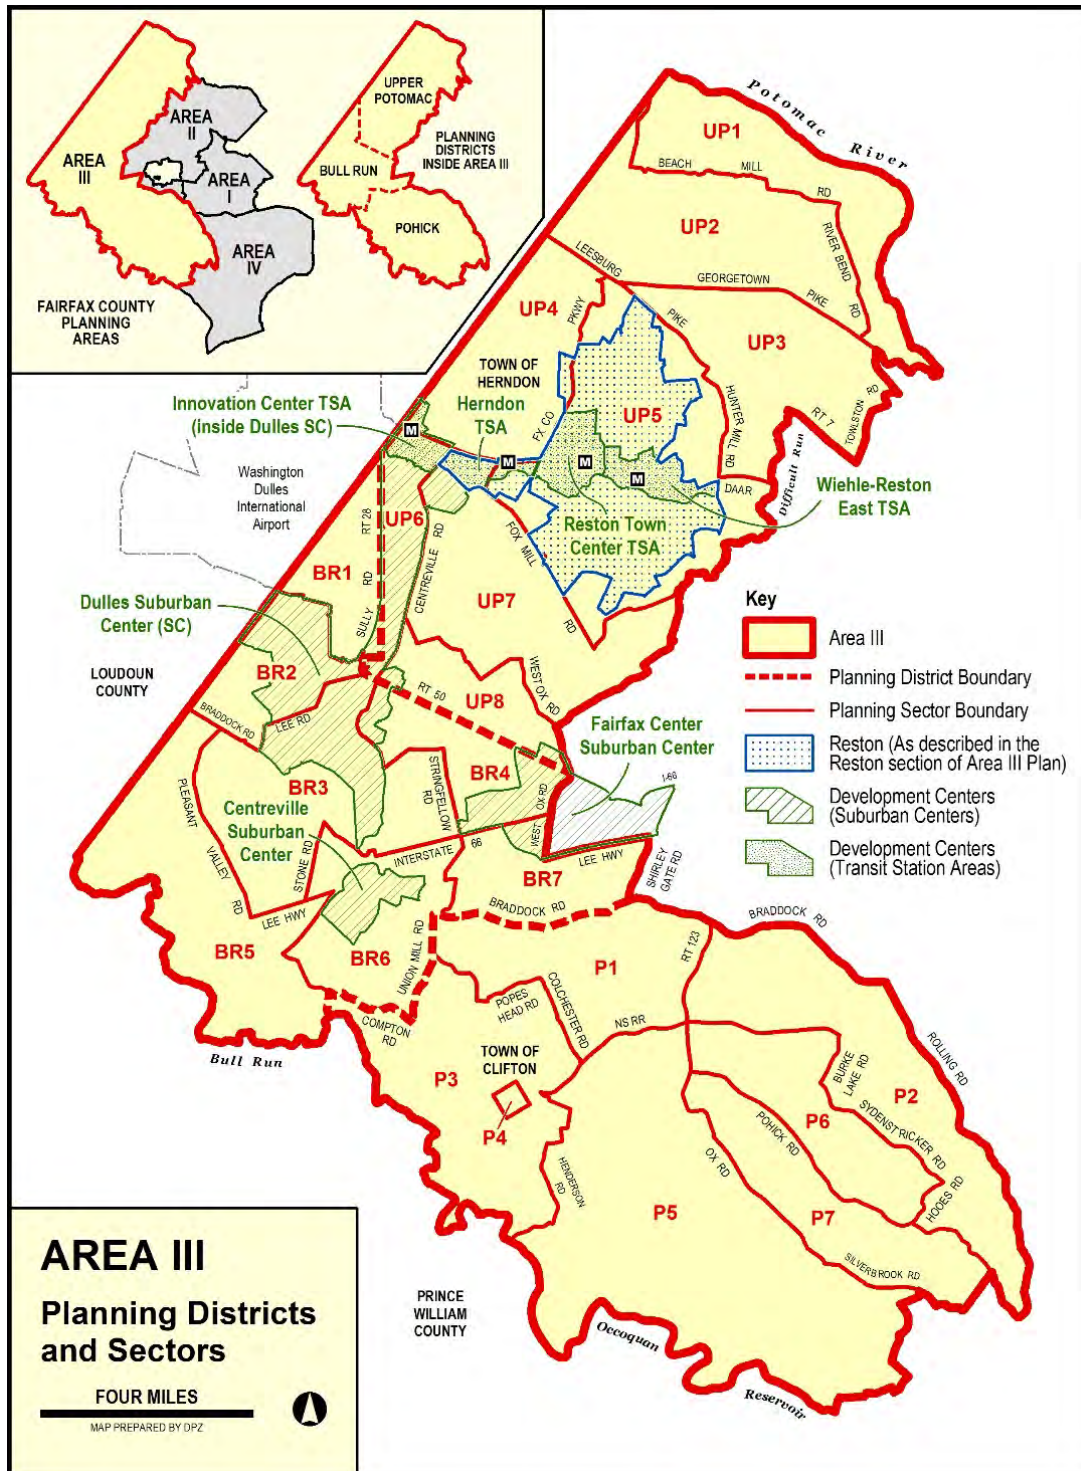 UPPER
POTOMAC
AREA
II
PLANNING
DISTRICTS
INSIDE AREA III
AREA
III
AREA
I
BULL RUN
POHICK
AREA
IV
FAIRFAX COUNTY
PLANNING
AREAS
Potomac River
UP1
BEACH MILL RD
UP2
RIVER BEND RD
LEESBURG PIKE
GEORGETOWN PIKE
UP4
FX CO PKWY
UP3
TOWN OF
HERNDON
Innovation Center TSA
(inside Dulles SC)
Herndon
TSA
UP5
HUNTER MILL RD
TOWLSTON RD
RT 7
M
M
M
M
Difficult Run
DAAR
Wiehle-Reston
East TSA
Washington
Dulles
International
Airport
RT 28
UP6
CENTREVILLE RD
FOX MILL RD
Reston Town
Center TSA
BR1
SULLY RD
UP7
Dulles Suburban
Center (SC)
LOUDOUN
COUNTY
BR2
RT 50
WEST OX RD
UP8
BRADDOCK RD
LEE RD
Fairfax Center
Suburban Center
Key
Area III
Planning District Boundary
Planning Sector Boundary
Reston (As described in the
Reston section of Area III Plan)
Development Centers
(Suburban Centers)
Development Centers
(Transit Station Areas)
PLEASANT VALLEY RD
BR3
STRINGFELLOW
RD
BR4
WEST OX RD
I-66
Centreville
Suburban
Center
STONE RD
INTERSTATE 66
LEE HWY
SHIRLEY
GATE RD
BR7
LEE HWY
BRADDOCK RD
BRADDOCK RD
BR5
BR6
UNION MILL RD
P1
RT 123
COMPTON
RD
POPES
HEAD RD
COLCHESTER RD
NS RR
Bull Run
TOWN OF
CLIFTON
P3
P4
BURKE
LAKE RD
ROLLING RD
P2
P6
SYDENSTRICKER RD
POHICK RD
OX RD
HENDERSON
RD
HOOES RD
P5
P7
SILVERBROOK RD
PRINCE
WILLIAM
COUNTY
Occoquan Reservoir
AREA III
Planning Districts
and Sectors
FOUR MILES
MAP PREPARED BY DPZ